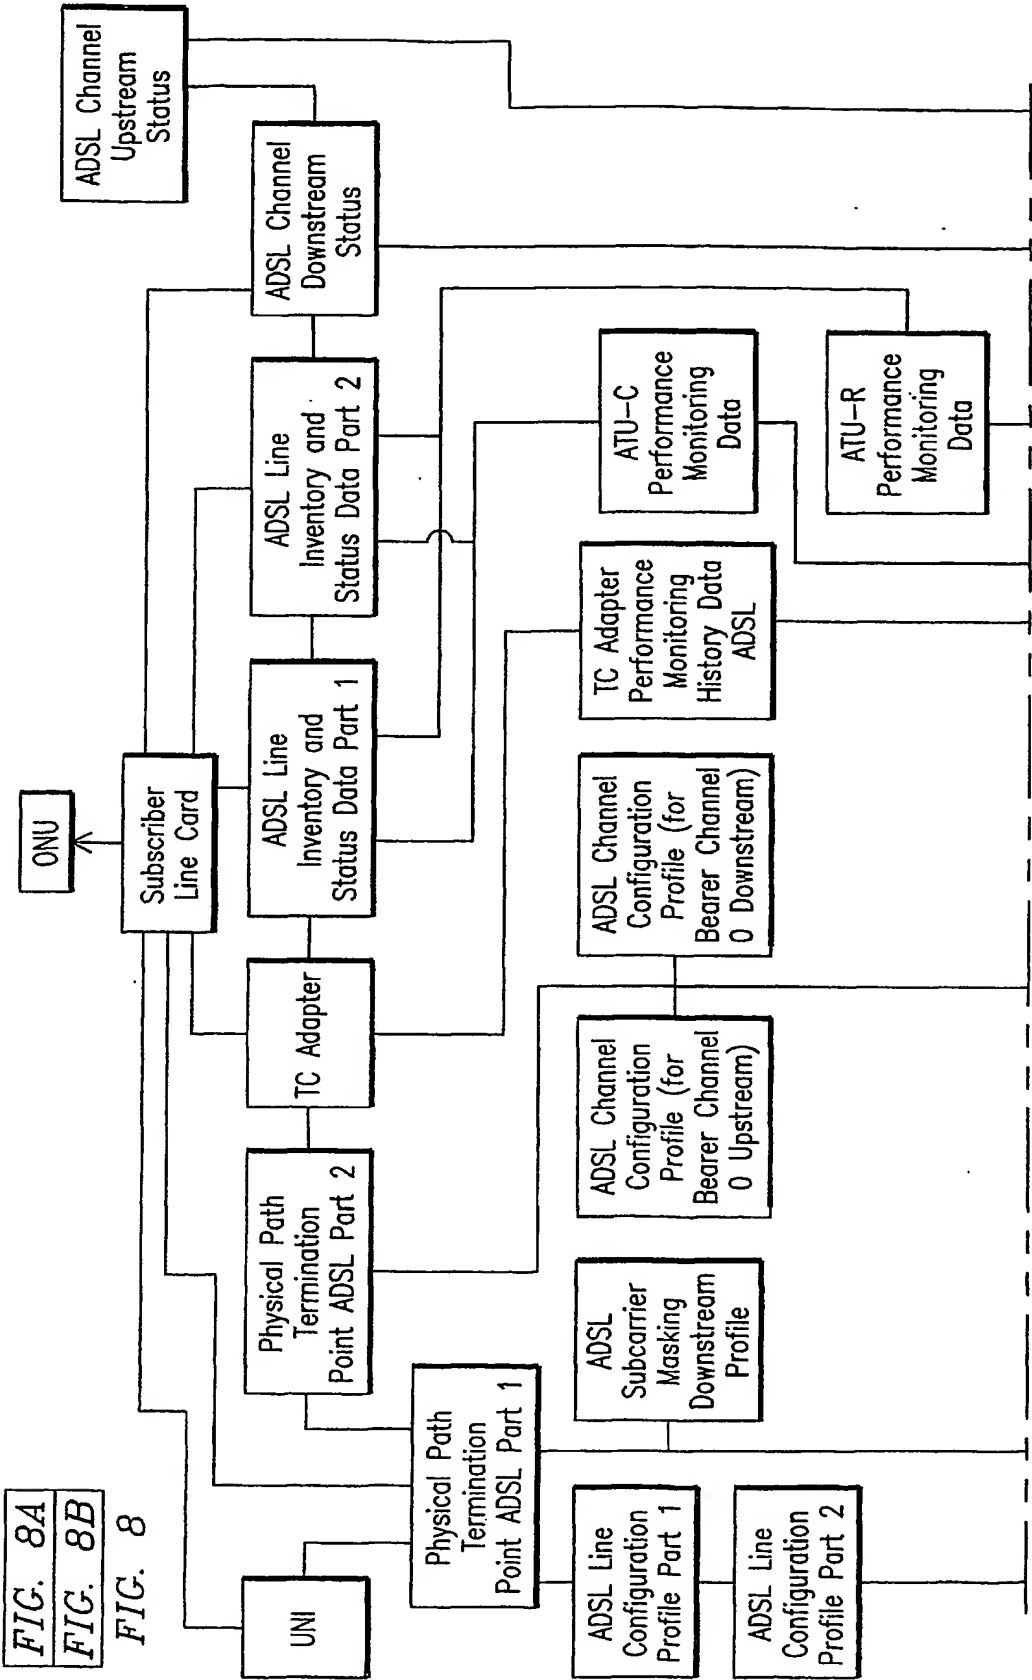 FIG. 8A
FIG. 8B
FIG. 8
ONU
Subscriber
Line Card
ADSL Channel
Upstream
Status
UNI
Physical Path
Termination
Point ADSL Part 2
TC Adapter
ADSL Line
Inventory and
Status Data Part 1
ADSL Line
Inventory and
Status Data Part 2
ADSL Channel
Downstream
Status
Physical Path
Termination
Point ADSL Part 1
ADSL Line
Configuration
Profile Part 1
ADSL
Subcarrier
Masking
Downstream
Profile
ADSL Channel
Configuration
Profile (for
Bearer Channel
0 Upstream)
ADSL Channel
Configuration
Profile (for
Bearer Channel
0 Downstream)
TC Adapter
Performance
Monitoring
History Data
ADSL
ATU-C
Performance
Monitoring
Data
ADSL Line
Configuration
Profile Part 2
ATU-R
Performance
Monitoring
Data